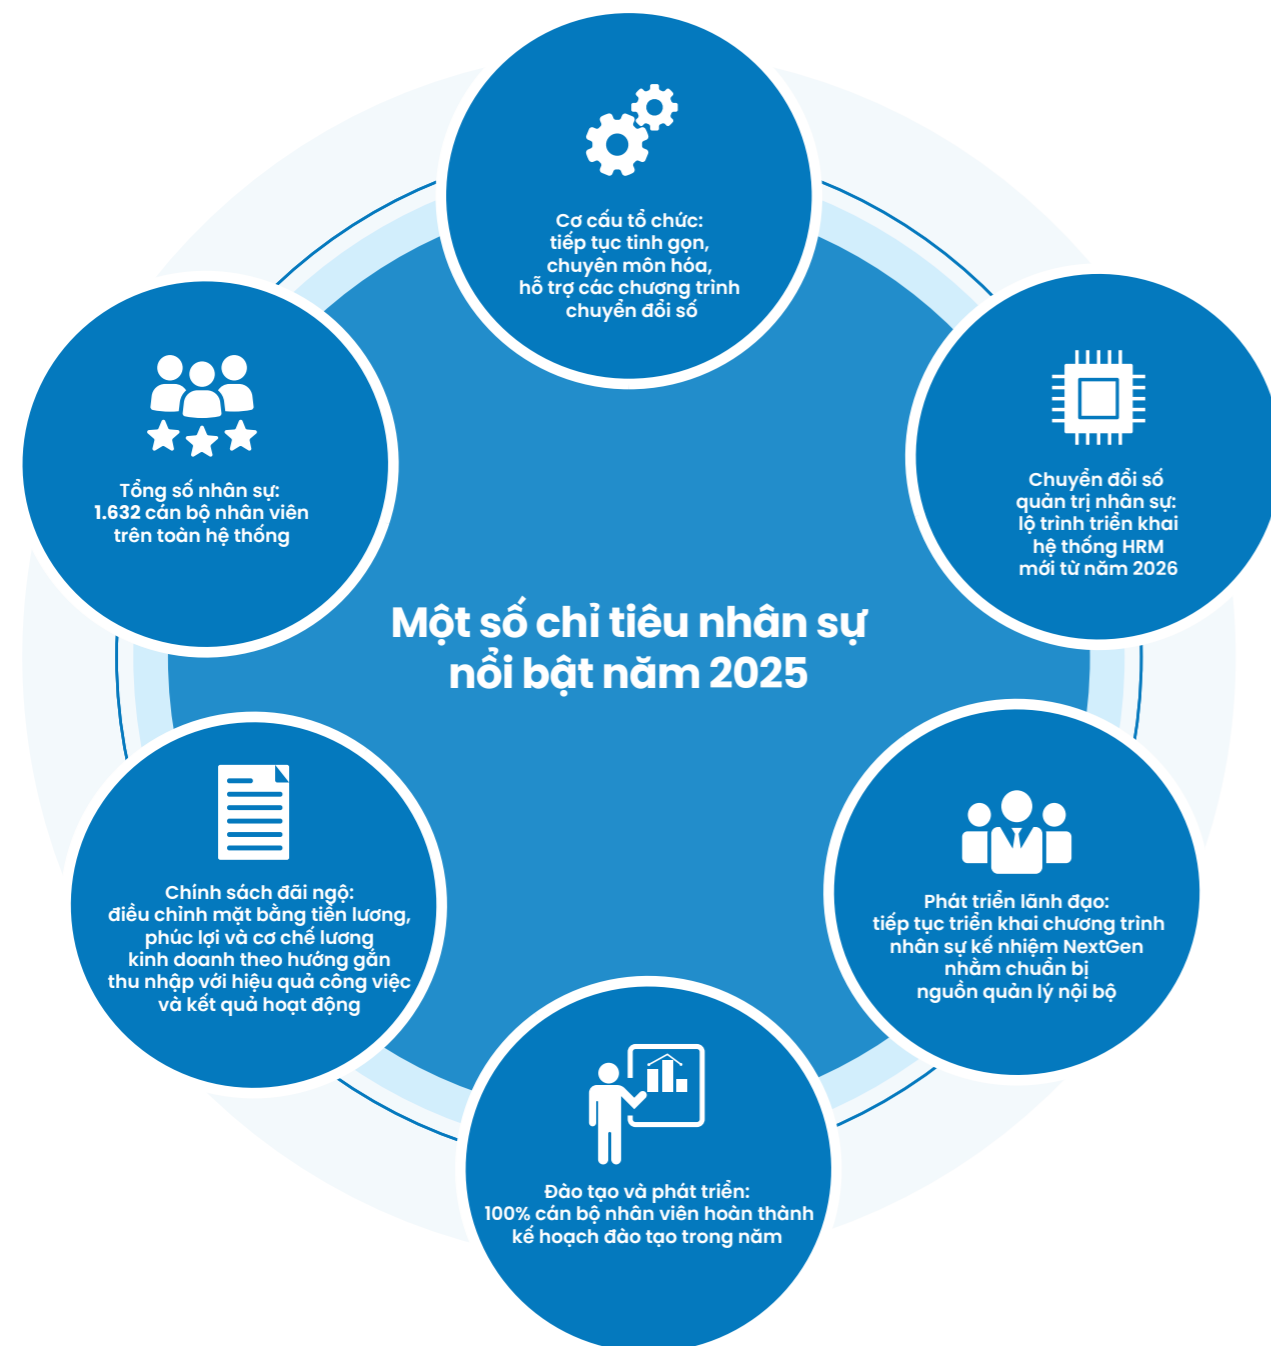 Cơ cấu tổ chức:
tiếp tục tinh gọn,
chuyên môn hóa,
hỗ trợ các chương trình
chuyển đổi số
Tổng số nhân sự:
1.632 cán bộ nhân viên
trên toàn hệ thống
Chuyển đổi số
quản trị nhân sự:
lộ trình triển khai
hệ thống HRM
mới từ năm 2026
Một số chỉ tiêu nhân sự
nổi bật năm 2025
Chính sách đãi ngộ:
điều chỉnh mặt bằng tiền lương,
phúc lợi và cơ chế lương
kinh doanh theo hướng gắn
thu nhập với hiệu quả công việc
và kết quả hoạt động
Phát triển lãnh đạo:
tiếp tục triển khai chương trình
nhân sự kế nhiệm NextGen
nhằm chuẩn bị
nguồn quản lý nội bộ
Đào tạo và phát triển:
100% cán bộ nhân viên hoàn thành
kế hoạch đào tạo trong năm